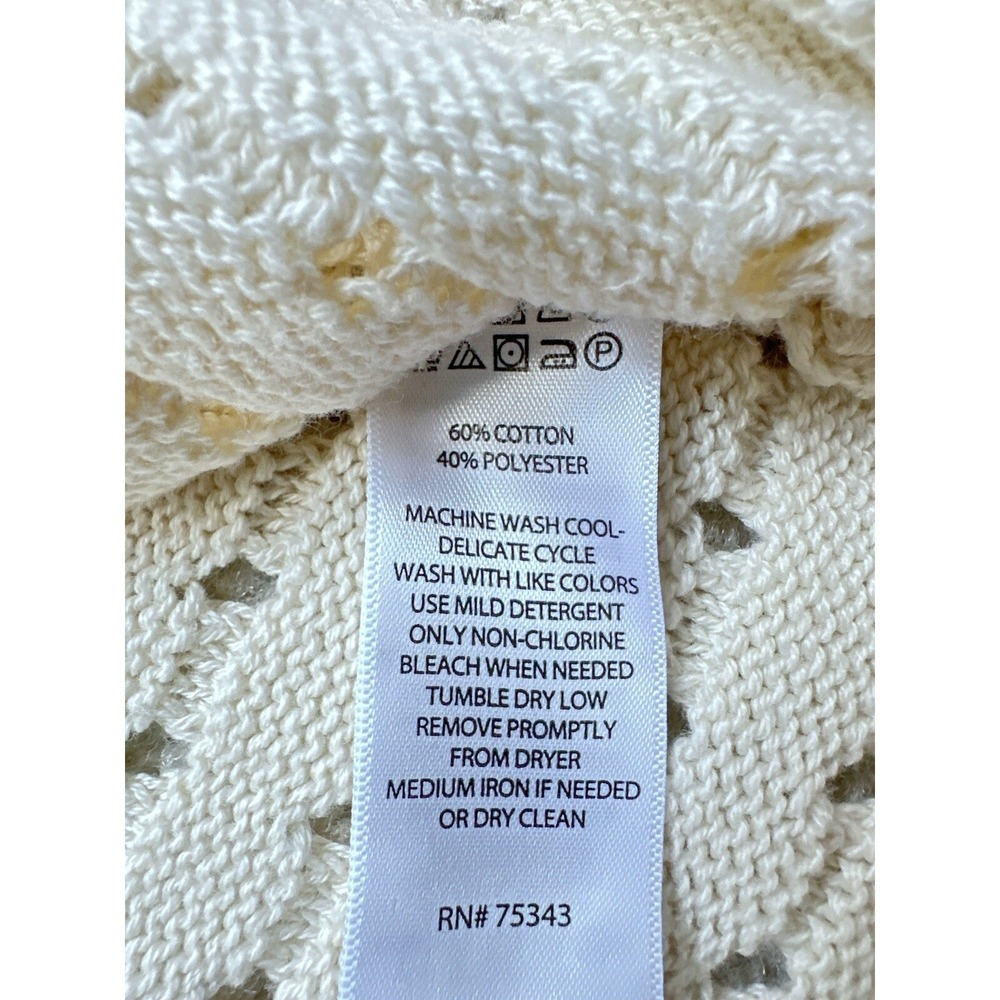 P
60% COTTON
40% POLYESTER
MACHINE WASH COOL-
DELICATE CYCLE
WASH WITH LIKE COLORS
USE MILD DETERGENT
ONLY NON-CHLORINE
BLEACH WHEN NEEDED
TUMBLE DRY LOW
REMOVE PROMPTLY
FROM DRYER
MEDIUM IRON IF NEEDED
OR DRY CLEAN
RN# 75343